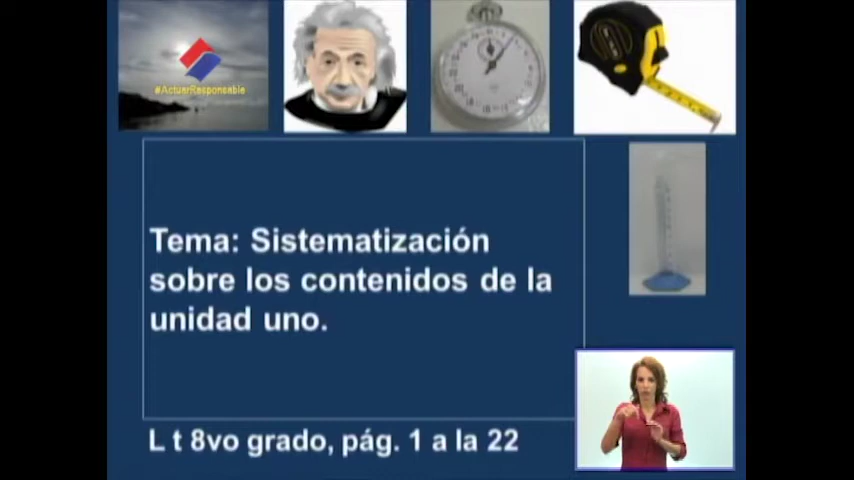 #ActuarResponsable
Tema: Sistematización
sobre los contenidos de la
unidad uno.
L t 8vo grado, pág. 1 a la 22